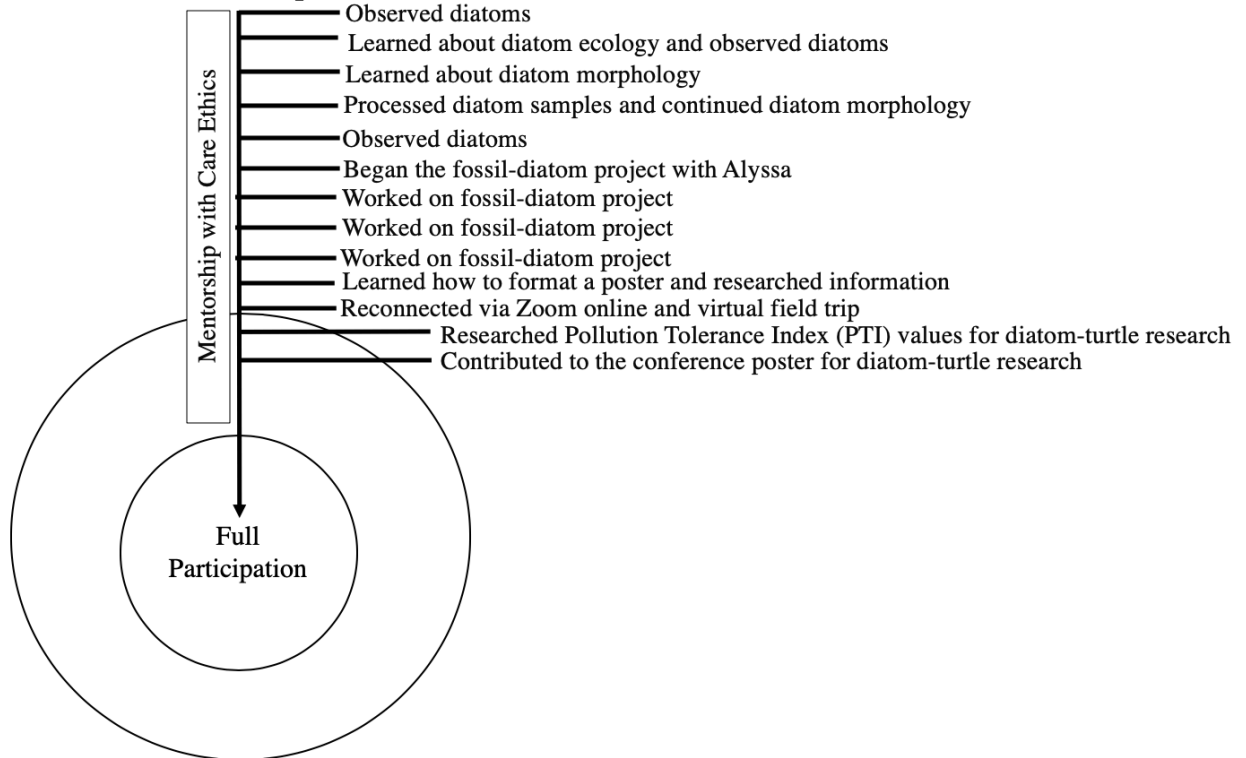 Observed diatoms
Learned about diatom ecology and observed diatoms
Learned about diatom morphology
Processed diatom samples and continued diatom morphology
Observed diatoms
Began the fossil-diatom project with Alyssa
Worked on fossil-diatom project
Worked on fossil-diatom project
Worked on fossil-diatom project
Learned how to format a poster and researched information
Reconnected via Zoom online and virtual field trip
Researched Pollution Tolerance Index (PTI) values for diatom-turtle research
Contributed to the conference poster for diatom-turtle research
Mentorship with Care Ethics
Full
Participation